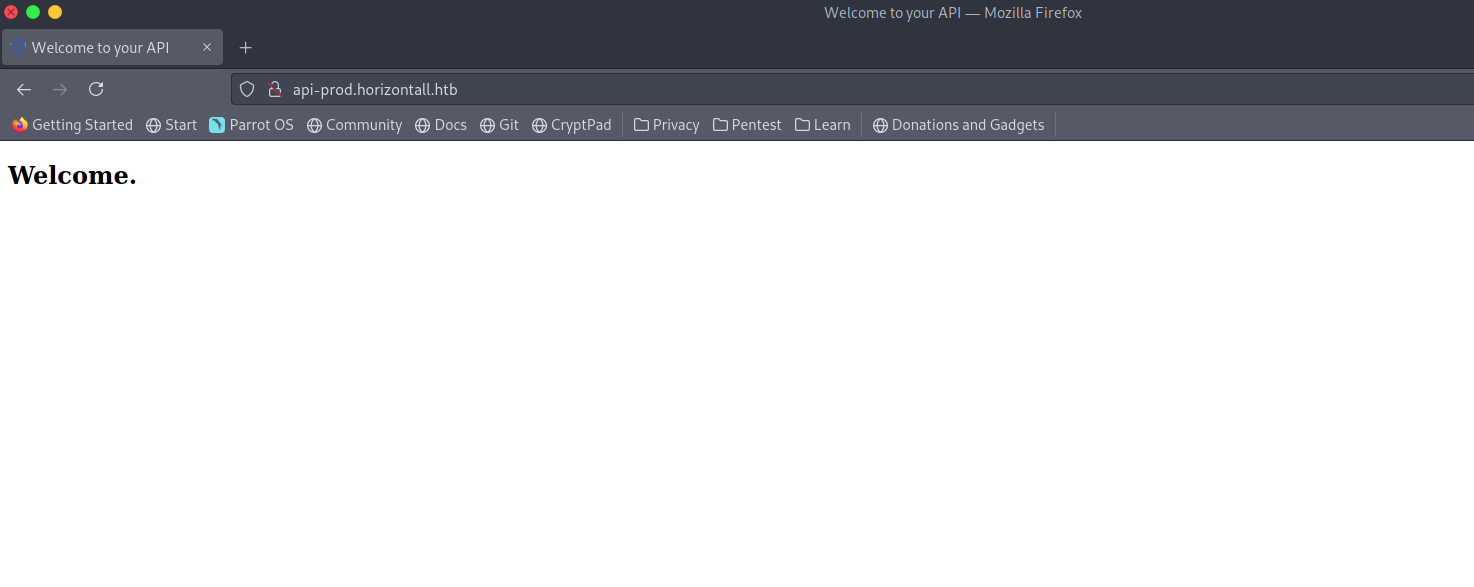 Welcome to your API — Mozilla Firefox
Welcome to your API
api-prod.horizontall.htb
Getting Started Start Parrot OS Community Docs Git CryptPad Privacy Pentest Learn Donations and Gadgets
Welcome.